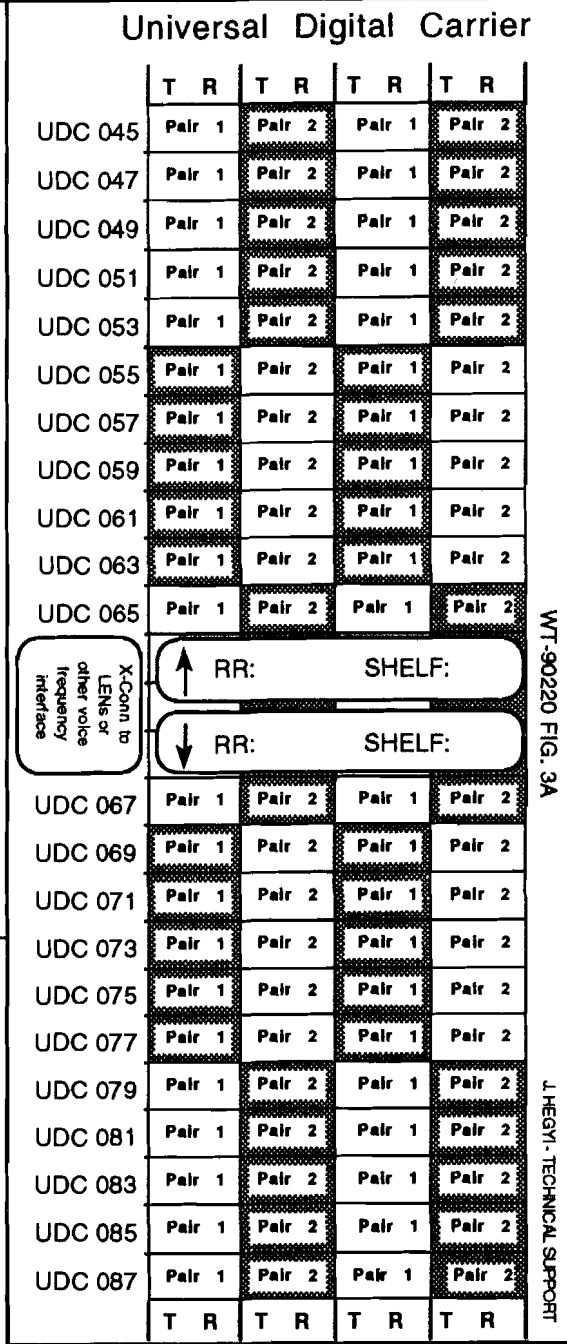 Universal Digital Carrier
T R T R T R T R
UDC 045 Pair 1 Pair 2 Pair 1 Pair 2
UDC 047 Pair 1 Pair 2 Pair 1 Pair 2
UDC 049 Pair 1 Pair 2 Pair 1 Pair 2
UDC 051 Pair 1 Pair 2 Pair 1 Pair 2
UDC 053 Pair 1 Pair 2 Pair 1 Pair 2
UDC 055 Pair 1 Pair 2 Pair 1 Pair 2
UDC 057 Pair 1 Pair 2 Pair 1 Pair 2
UDC 059 Pair 1 Pair 2 Pair 1 Pair 2
UDC 061 Pair 1 Pair 2 Pair 1 Pair 2
UDC 063 Pair 1 Pair 2 Pair 1 Pair 2
UDC 065 Pair 1 Pair 2 Pair 1 Pair 2
X-Conn to
LENs or
other voice
frequency
interface
↑ RR: SHELF:
↓ RR: SHELF:
UDC 067 Pair 1 Pair 2 Pair 1 Pair 2
UDC 069 Pair 1 Pair 2 Pair 1 Pair 2
UDC 071 Pair 1 Pair 2 Pair 1 Pair 2
UDC 073 Pair 1 Pair 2 Pair 1 Pair 2
UDC 075 Pair 1 Pair 2 Pair 1 Pair 2
UDC 077 Pair 1 Pair 2 Pair 1 Pair 2
UDC 079 Pair 1 Pair 2 Pair 1 Pair 2
UDC 081 Pair 1 Pair 2 Pair 1 Pair 2
UDC 083 Pair 1 Pair 2 Pair 1 Pair 2
UDC 085 Pair 1 Pair 2 Pair 1 Pair 2
UDC 087 Pair 1 Pair 2 Pair 1 Pair 2
T R T R T R T R
WT-90220 FIG. 3A
J. HEGYI - TECHNICAL SUPPORT